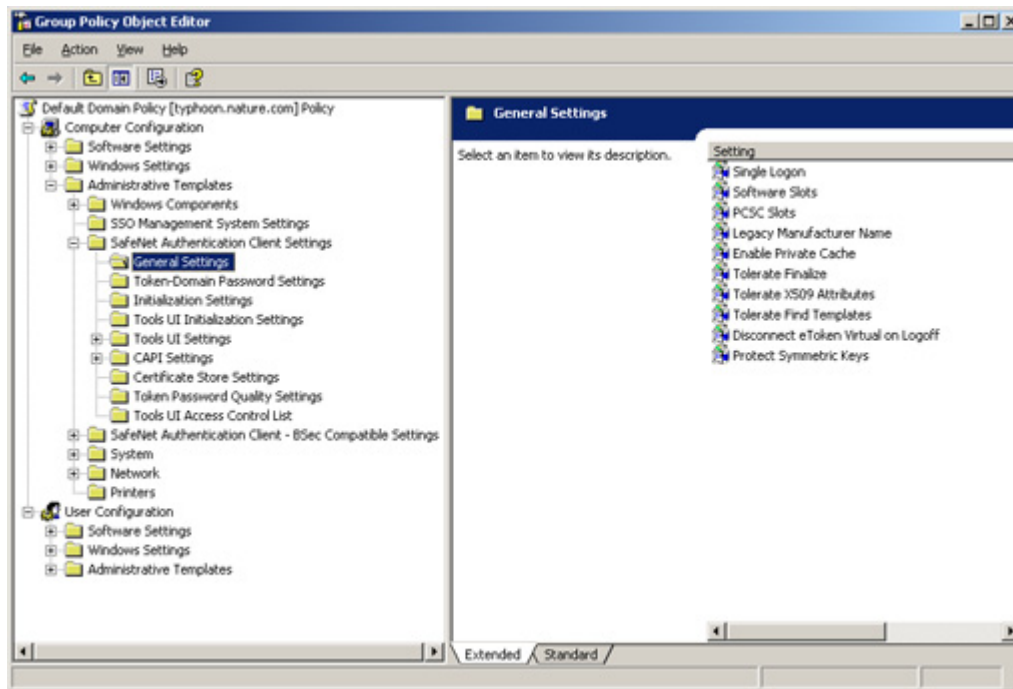 Group Policy Object Editor
File Action View Help
Default Domain Policy [typhoon.nature.com] Policy
Computer Configuration
Software Settings
Windows Settings
Administrative Templates
Windows Components
SSO Management System Settings
SafeNet Authentication Client Settings
General Settings
Token-Domain Password Settings
Initialization Settings
Tools UI Initialization Settings
Tools UI Settings
CAPI Settings
Certificate Store Settings
Token Password Quality Settings
Tools UI Access Control List
SafeNet Authentication Client - BSec Compatible Settings
System
Network
Printers
User Configuration
Software Settings
Windows Settings
Administrative Templates
General Settings
Select an item to view its description.
Setting
Single Logon
Software Slots
PCSC Slots
Legacy Manufacturer Name
Enable Private Cache
Tolerate Finalize
Tolerate X509 Attributes
Tolerate Find Templates
Disconnect eToken Virtual on Logoff
Protect Symmetric Keys
Extended Standard